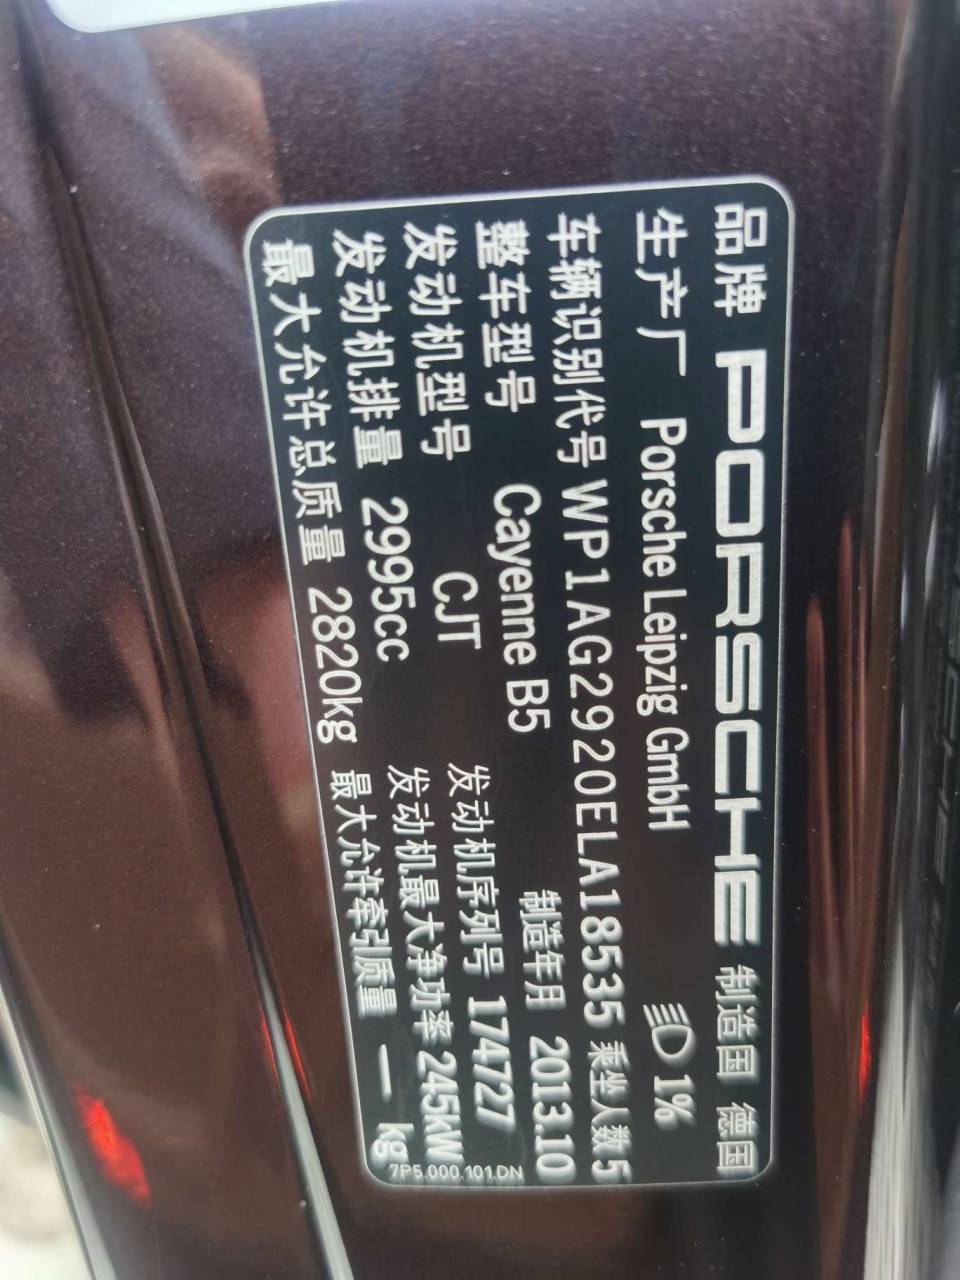 品牌 PORSCHE 制造国 德国
生产厂 Porsche Leipzig GmbH 1%
车辆识别代号 WP1AG2920ELA18535 乘坐人数 5
整车型号 Cayenne B5 制造年月 2013.10
发动机型号 CJT 发动机序列号 174727
发动机排量 2995cc 发动机最大净功率 245kW
最大允许总质量 2820kg 最大允许牵引质量 — kg
7P5.000.101.DN